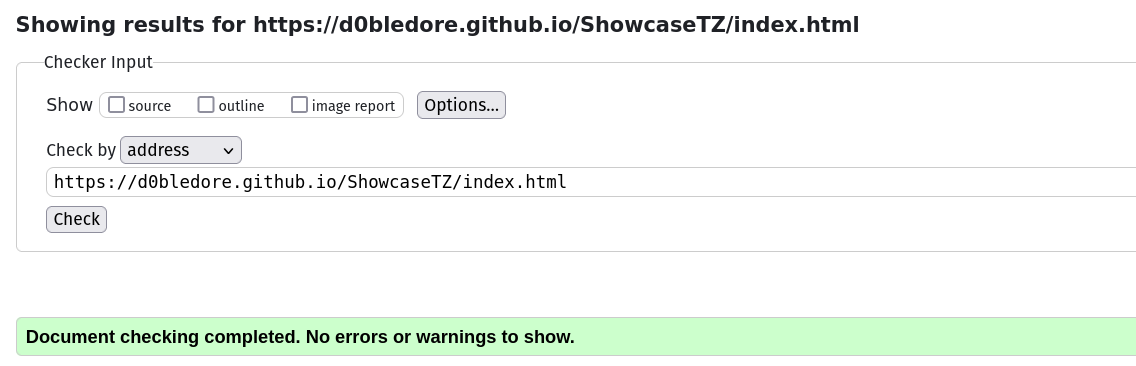 Showing results for https://d0bledore.github.io/ShowcaseTZ/index.html
Checker Input
Show source outline image report Options...
Check by address
https://d0bledore.github.io/ShowcaseTZ/index.html
Check
Document checking completed. No errors or warnings to show.